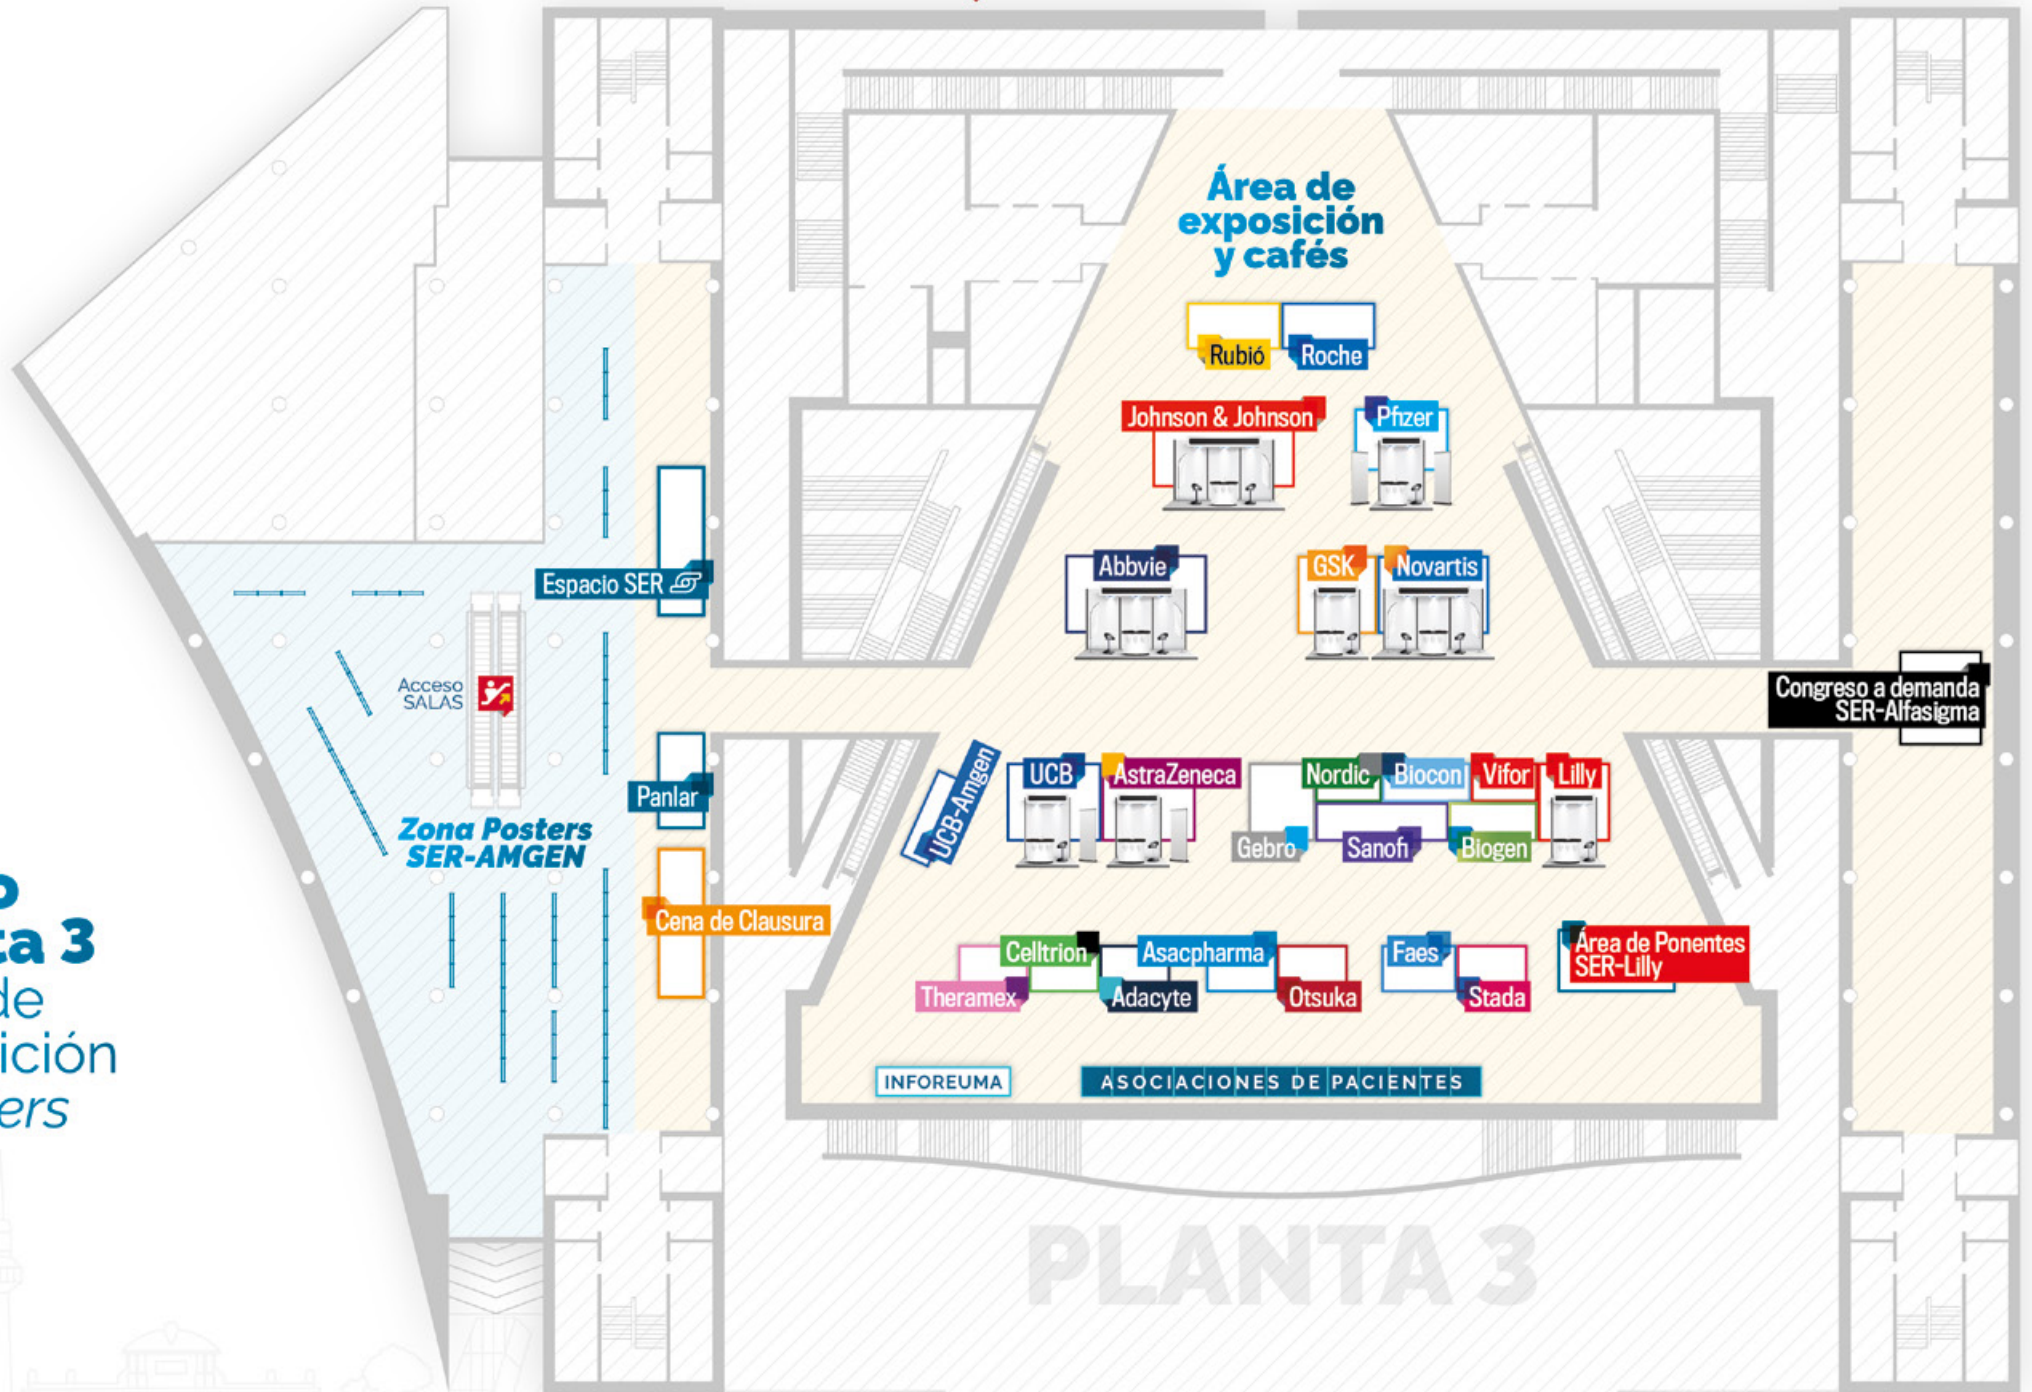 Área de
exposición
y cafés
Rubió
Roche
Johnson & Johnson
Pfizer
Abbvie
GSK
Novartis
Espacio SER
Acceso
SALAS
Congreso a demanda
SER-Alfasigma
Panlar
Zona Posters
SER-AMGEN
Cena de Clausura
UCB-Amgen
UCB
AstraZeneca
Nordic
Biocon
Vifor
Lilly
Gebro
Sanofi
Biogen
ta 3
de
ición
ers
Celltrion
Asacpharma
Faes
Área de Ponentes
SER-Lilly
Theramex
Adacyte
Otsuka
Stada
INFOREUMA
ASOCIACIONES DE PACIENTES
PLANTA 3